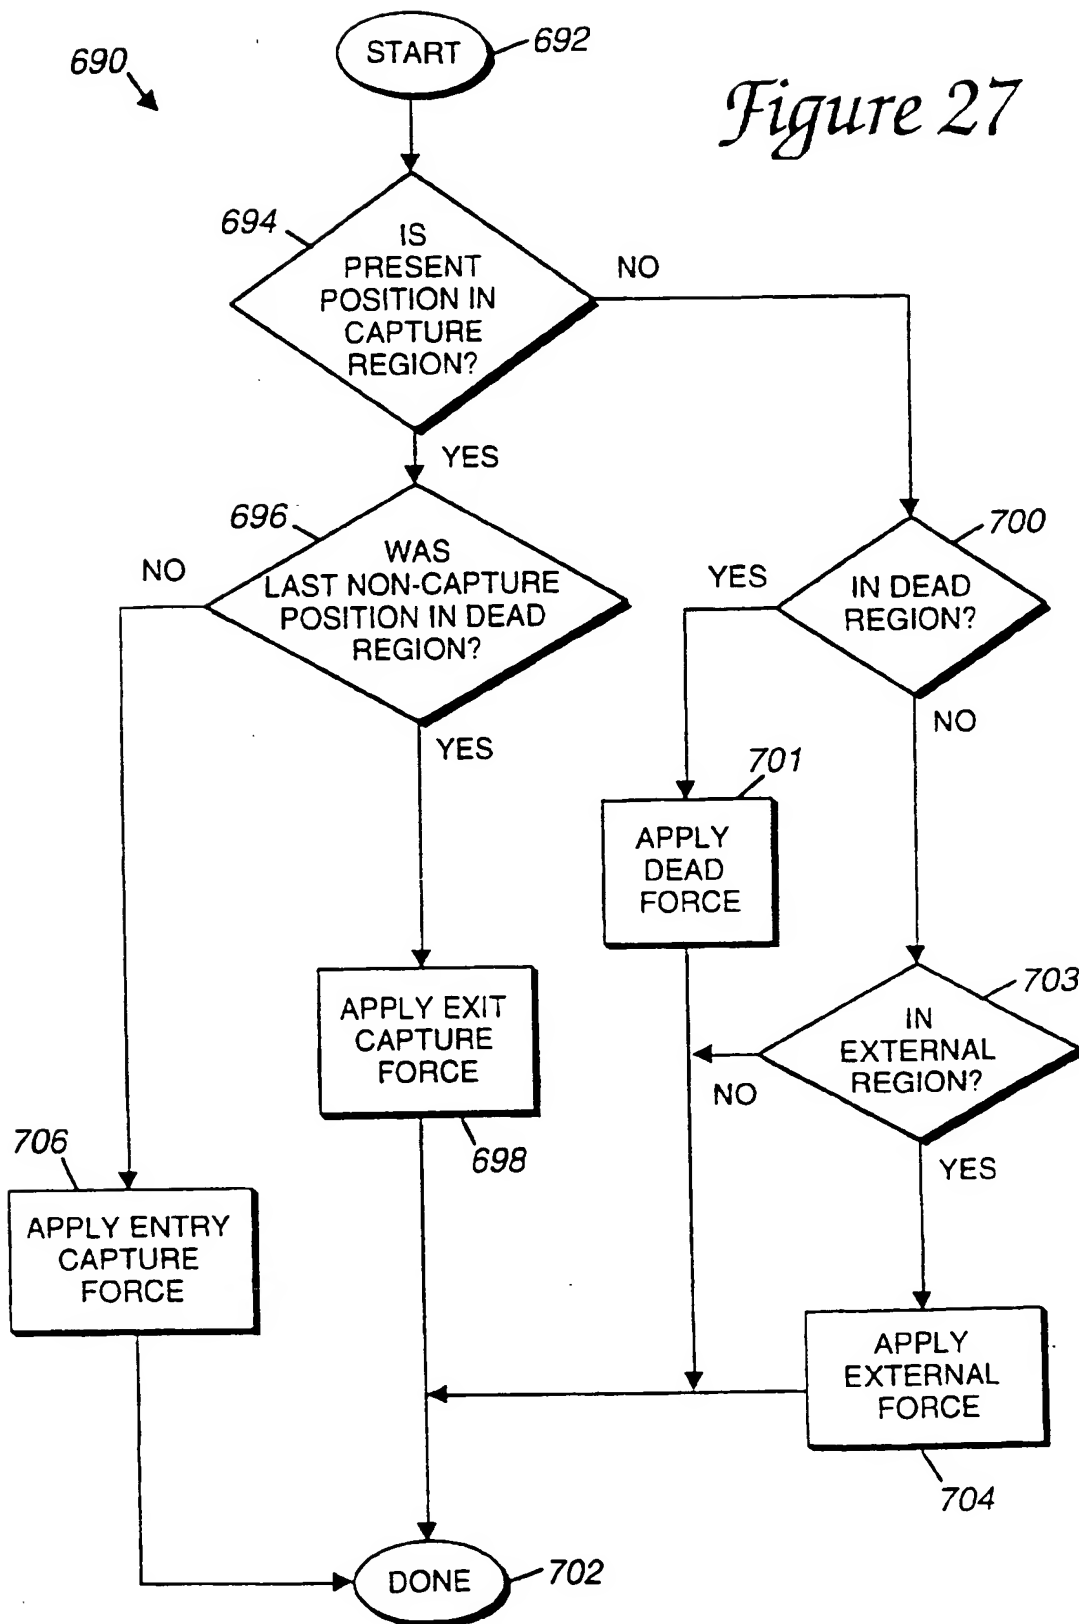 690
START
692
Figure 27
694
IS
PRESENT
POSITION IN
CAPTURE
REGION?
NO
YES
696
WAS
LAST NON-CAPTURE
POSITION IN DEAD
REGION?
NO
YES
700
IN DEAD
REGION?
YES
NO
701
APPLY
DEAD
FORCE
703
IN
EXTERNAL
REGION?
NO
YES
APPLY EXIT
CAPTURE
FORCE
698
706
APPLY ENTRY
CAPTURE
FORCE
APPLY
EXTERNAL
FORCE
704
DONE
702